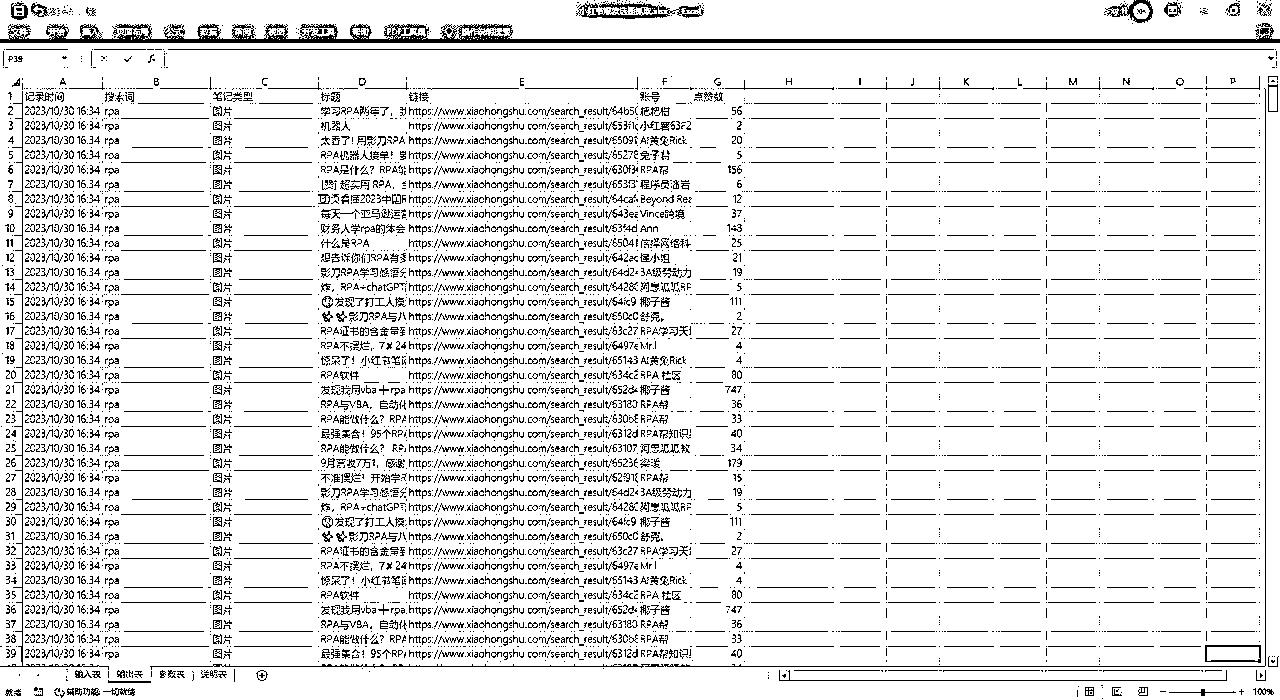 P39
A B C D E F G H I J K L M N O P
1 记录时间 搜索词 笔记类型 标题 链接 账号 点赞数
2 2023/10/30 16:34 rpa 图片 学习RPA两年了, https://www.xiaohongshu.com/search_result/64b5 枇杷柑 56
3 2023/10/30 16:34 rpa 图片 机器人 https://www.xiaohongshu.com/search_result/653f 小红薯63F2 2
4 2023/10/30 16:34 rpa 图片 太香了!用影刀RPA https://www.xiaohongshu.com/search_result/6509 AI黄兔Rick 20
5 2023/10/30 16:34 rpa 图片 RPA机器人接单! https://www.xiaohongshu.com/search_result/6527 兔子君 5
6 2023/10/30 16:34 rpa 图片 RPA是什么?RPA https://www.xiaohongshu.com/search_result/630f RPA帮 156
7 2023/10/30 16:34 rpa 图片 超实用RPA, https://www.xiaohongshu.com/search_result/653f 程序员 6
8 2023/10/30 16:34 rpa 图片 2023中国 https://www.xiaohongshu.com/search_result/64ca Beyond Rea 12
9 2023/10/30 16:34 rpa 图片 每天一个亚马逊运营 https://www.xiaohongshu.com/search_result/643e Vince跨境 37
10 2023/10/30 16:34 rpa 图片 财务人学rpa的体会 https://www.xiaohongshu.com/search_result/63f4 Ann 148
11 2023/10/30 16:34 rpa 图片 什么是RPA https://www.xiaohongshu.com/search_result/6504 网络科 25
12 2023/10/30 16:34 rpa 图片 想告诉你们RPA有多 https://www.xiaohongshu.com/search_result/642a 小姐 21
13 2023/10/30 16:34 rpa 图片 影刀RPA学习感悟分 https://www.xiaohongshu.com/search_result/64d2 3A级劳动力 19
14 2023/10/30 16:34 rpa 图片 炸,RPA+chatGPT https://www.xiaohongshu.com/search_result/6428 阿思呱呱RP 5
15 2023/10/30 16:34 rpa 图片 发现了打工人 https://www.xiaohongshu.com/search_result/64fc9 椰子酱 111
16 2023/10/30 16:34 rpa 图片 影刀RPA与八 https://www.xiaohongshu.com/search_result/650c0 舒克。 2
17 2023/10/30 16:34 rpa 图片 RPA证书的含金量到 https://www.xiaohongshu.com/search_result/63c27 RPA学习天 27
18 2023/10/30 16:34 rpa 图片 RPA不摆烂,7✘24 https://www.xiaohongshu.com/search_result/6497 Mr.l 4
19 2023/10/30 16:34 rpa 图片 惊呆了!小红书笔 https://www.xiaohongshu.com/search_result/65143 AI黄兔Rick 4
20 2023/10/30 16:34 rpa 图片 RPA软件 https://www.xiaohongshu.com/search_result/634c RPA 社区 80
21 2023/10/30 16:34 rpa 图片 发现我用vba➕rpa https://www.xiaohongshu.com/search_result/652d 椰子酱 747
22 2023/10/30 16:34 rpa 图片 RPA与VBA,自动化 https://www.xiaohongshu.com/search_result/63180 RPA帮 36
23 2023/10/30 16:34 rpa 图片 RPA能做什么?RPA https://www.xiaohongshu.com/search_result/630b RPA帮 33
24 2023/10/30 16:34 rpa 图片 最强集合!95个RP https://www.xiaohongshu.com/search_result/6312d RPA帮知识 40
25 2023/10/30 16:34 rpa 图片 RPA能做什么?RPA https://www.xiaohongshu.com/search_result/63107 阿思呱呱教 34
26 2023/10/30 16:34 rpa 图片 9月营收7万1,感谢 https://www.xiaohongshu.com/search_result/65236 179
27 2023/10/30 16:34 rpa 图片 不准摆烂!开始学 https://www.xiaohongshu.com/search_result/62f91 RPA帮 15
28 2023/10/30 16:34 rpa 图片 影刀RPA学习感悟分 https://www.xiaohongshu.com/search_result/64d2 3A级劳动力 19
29 2023/10/30 16:34 rpa 图片 炸,RPA+chatGPT https://www.xiaohongshu.com/search_result/6428 阿思呱呱RP 5
30 2023/10/30 16:34 rpa 图片 发现了打工人 https://www.xiaohongshu.com/search_result/64fc9 椰子酱 111
31 2023/10/30 16:34 rpa 图片 影刀RPA与八 https://www.xiaohongshu.com/search_result/650c0 舒克。 2
32 2023/10/30 16:34 rpa 图片 RPA证书的含金量到 https://www.xiaohongshu.com/search_result/63c27 RPA学习天 27
33 2023/10/30 16:34 rpa 图片 RPA不摆烂,7✘24 https://www.xiaohongshu.com/search_result/6497 Mr.l 4
34 2023/10/30 16:34 rpa 图片 惊呆了!小红书笔 https://www.xiaohongshu.com/search_result/65143 AI黄兔Rick 4
35 2023/10/30 16:34 rpa 图片 RPA软件 https://www.xiaohongshu.com/search_result/634c RPA 社区 80
36 2023/10/30 16:34 rpa 图片 发现我用vba➕rpa https://www.xiaohongshu.com/search_result/652d 椰子酱 747
37 2023/10/30 16:34 rpa 图片 RPA与VBA,自动化 https://www.xiaohongshu.com/search_result/63180 RPA帮 36
38 2023/10/30 16:34 rpa 图片 RPA能做什么?RPA https://www.xiaohongshu.com/search_result/630b RPA帮 33
39 2023/10/30 16:34 rpa 图片 最强集合!95个RP https://www.xiaohongshu.com/search_result/6312d RPA帮知识 40
输入表 输出表 参数表 说明表
就绪 辅助功能: 一切就绪 100%